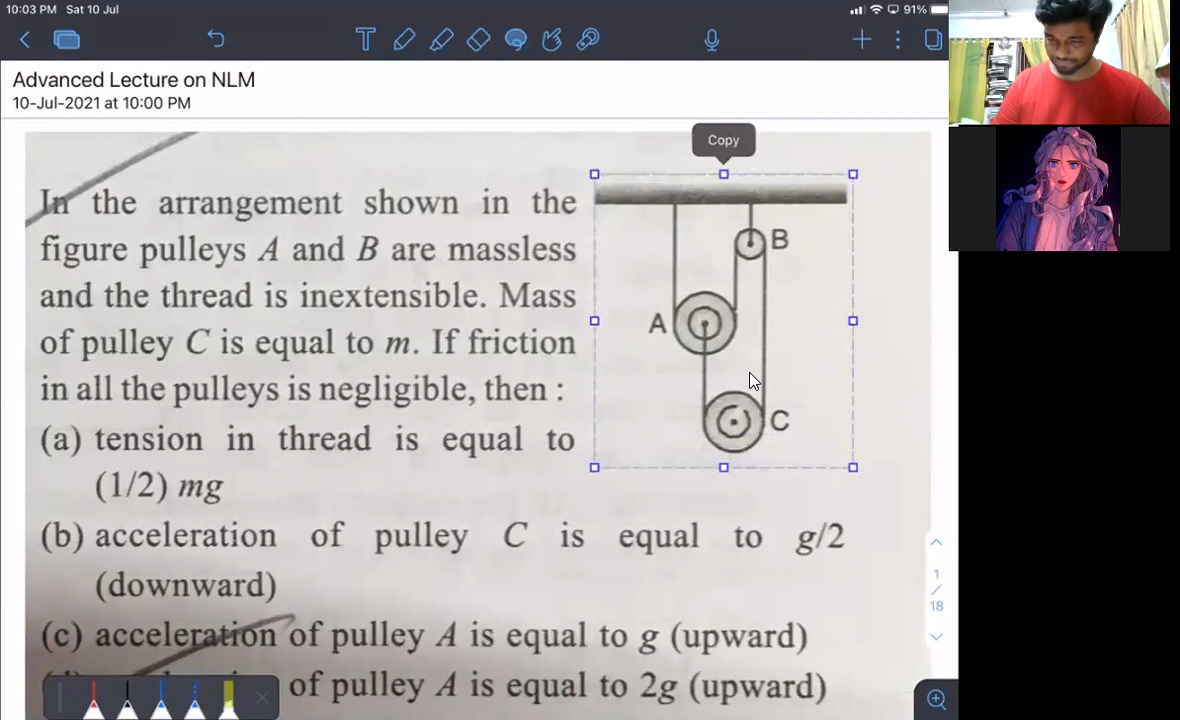 10:03 PM Sat 10 Jul
91%
T
Advanced Lecture on NLM
10-Jul-2021 at 10:00 PM
Copy
In the arrangement shown in the
figure pulleys A and B are massless
and the thread is inextensible. Mass
of pulley C is equal to m. If friction
in all the pulleys is negligible, then :
(a) tension in thread is equal to
(1/2) mg
(b) acceleration of pulley C is equal to g/2
(downward)
(c) acceleration of pulley A is equal to g (upward)
of pulley A is equal to 2g (upward)
B
A
C
1
/
18